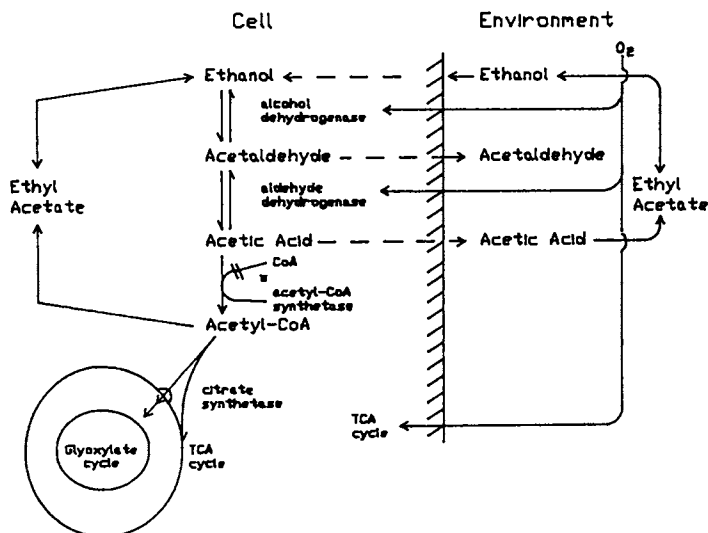 Cell
Environment
O2
Ethanol
Ethanol
alcohol
dehydrogenase
Acetaldehyde
Acetaldehyde
Ethyl
Acetate
aldehyde
dehydrogenase
Ethyl
Acetate
Acetic Acid
Acetic Acid
CoA
acetyl-CoA
synthetase
Acetyl-CoA
citrate
synthetase
TCA
cycle
Glyoxylate
cycle
TCA
cycle